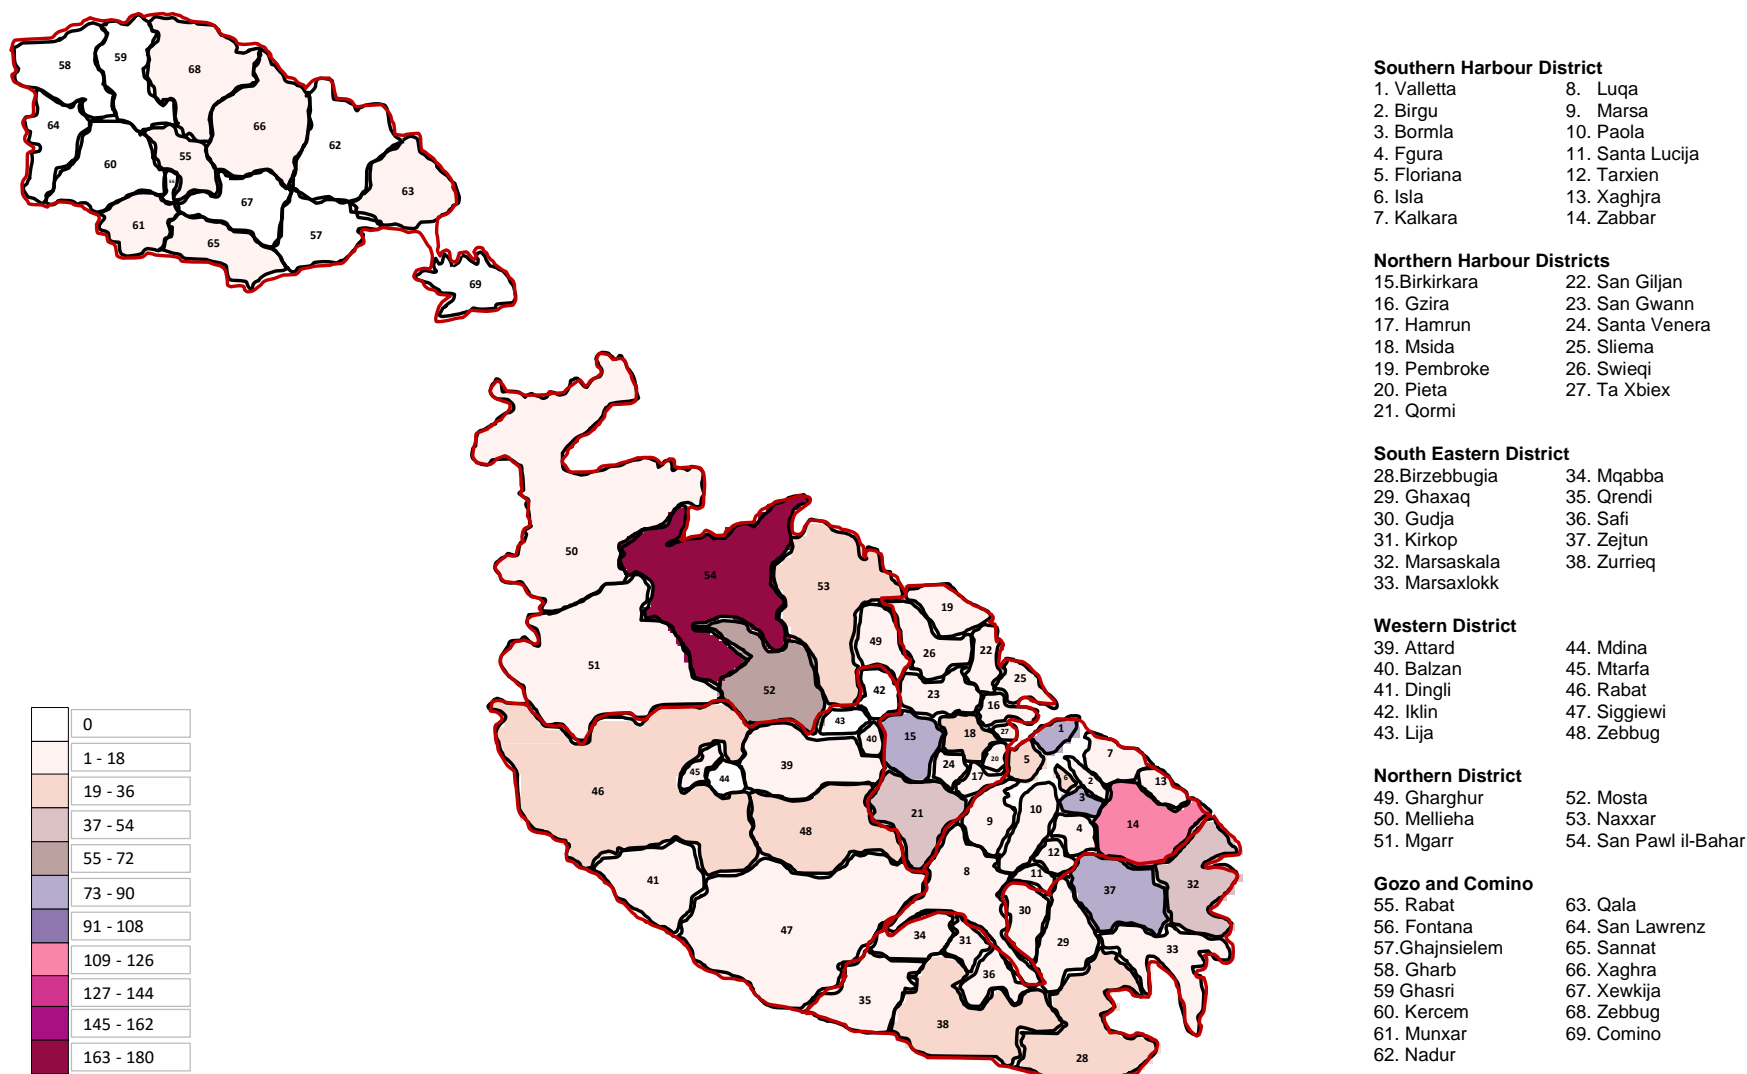 58
59
68
64
66
62
55
60
56
63
67
61
65
57
69
50
54
53
51
52
49
19
26
22
25
42
23
16
43
40
15
18
27
20
24
17
1
5
7
6
2
3
13
45
44
39
46
48
21
9
10
4
14
12
11
8
41
47
37
32
30
29
33
34
31
36
35
38
28
0
1 - 18
19 - 36
37 - 54
55 - 72
73 - 90
91 - 108
109 - 126
127 - 144
145 - 162
163 - 180
Southern Harbour District
1. Valletta 8. Luqa
2. Birgu 9. Marsa
3. Bormla 10. Paola
4. Fgura 11. Santa Lucija
5. Floriana 12. Tarxien
6. Isla 13. Xaghjra
7. Kalkara 14. Zabbar
Northern Harbour Districts
15.Birkirkara 22. San Giljan
16. Gzira 23. San Gwann
17. Hamrun 24. Santa Venera
18. Msida 25. Sliema
19. Pembroke 26. Swieqi
20. Pieta 27. Ta Xbiex
21. Qormi
South Eastern District
28.Birzebbugia 34. Mqabba
29. Ghaxaq 35. Qrendi
30. Gudja 36. Safi
31. Kirkop 37. Zejtun
32. Marsaskala 38. Zurrieq
33. Marsaxlokk
Western District
39. Attard 44. Mdina
40. Balzan 45. Mtarfa
41. Dingli 46. Rabat
42. Iklin 47. Siggiewi
43. Lija 48. Zebbug
Northern District
49. Gharghur 52. Mosta
50. Mellieha 53. Naxxar
51. Mgarr 54. San Pawl il-Bahar
Gozo and Comino
55. Rabat 63. Qala
56. Fontana 64. San Lawrenz
57.Ghajnsielem 65. Sannat
58. Gharb 66. Xaghra
59 Ghasri 67. Xewkija
60. Kercem 68. Zebbug
61. Munxar 69. Comino
62. Nadur